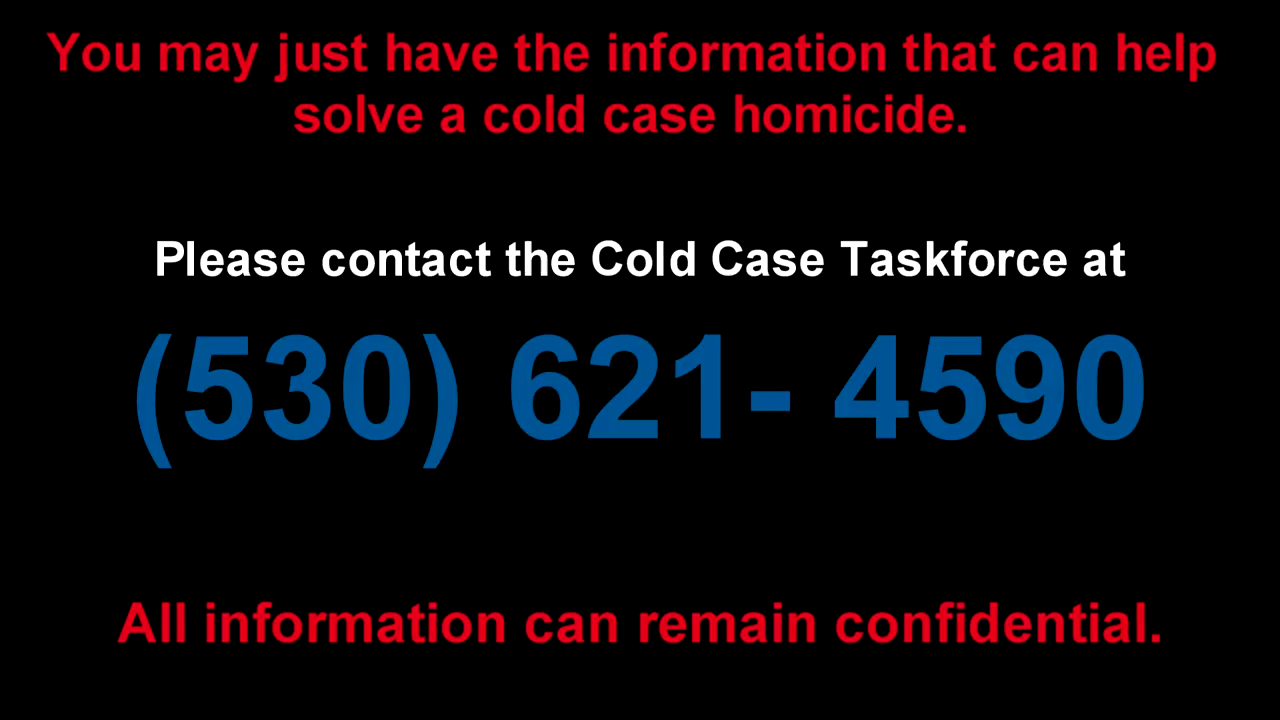 You may just have the information that can help
solve a cold case homicide.
Please contact the Cold Case Taskforce at
(530) 621- 4590
All information can remain confidential.